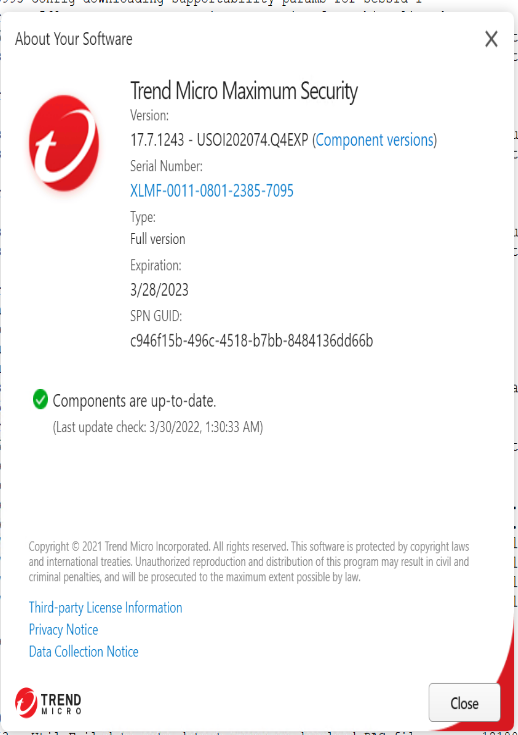 About Your Software
Trend Micro Maximum Security
Version:
17.7.1243 - USOI202074.Q4EXP (Component versions)
Serial Number:
XLMF-0011-0801-2385-7095
Type:
Full version
Expiration:
3/28/2023
SPN GUID:
c946f15b-496c-4518-b7bb-8484136dd66b
Components are up-to-date.
(Last update check: 3/30/2022, 1:30:33 AM)
Copyright © 2021 Trend Micro Incorporated. All rights reserved. This software is protected by copyright laws
and international treaties. Unauthorized reproduction and distribution of this program may result in civil and
criminal penalties, and will be prosecuted to the maximum extent possible by law.
Third-party License Information
Privacy Notice
Data Collection Notice
TREND
MICRO
Close